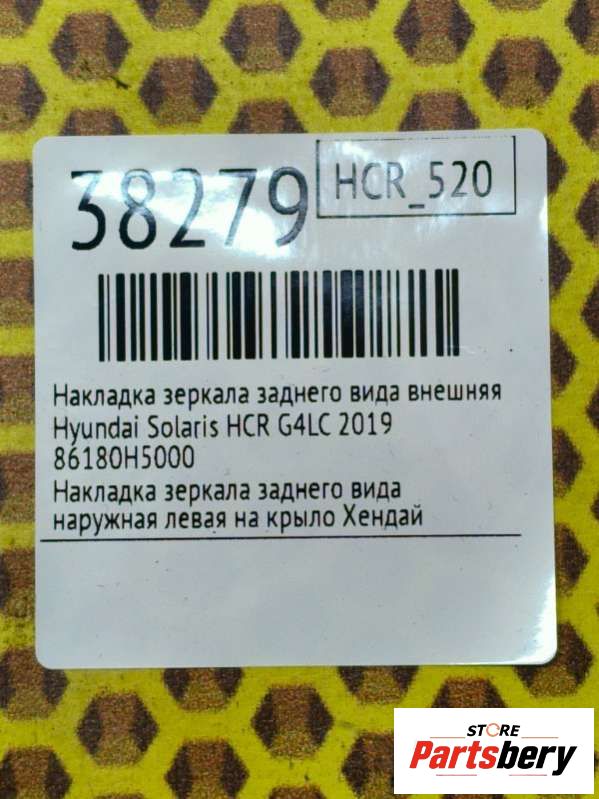 38279
HCR_520
Накладка зеркала заднего вида внешняя
Hyundai Solaris HCR G4LC 2019
86180H5000
Накладка зеркала заднего вида
наружная левая на крыло Хендай
STORE
Partsbery